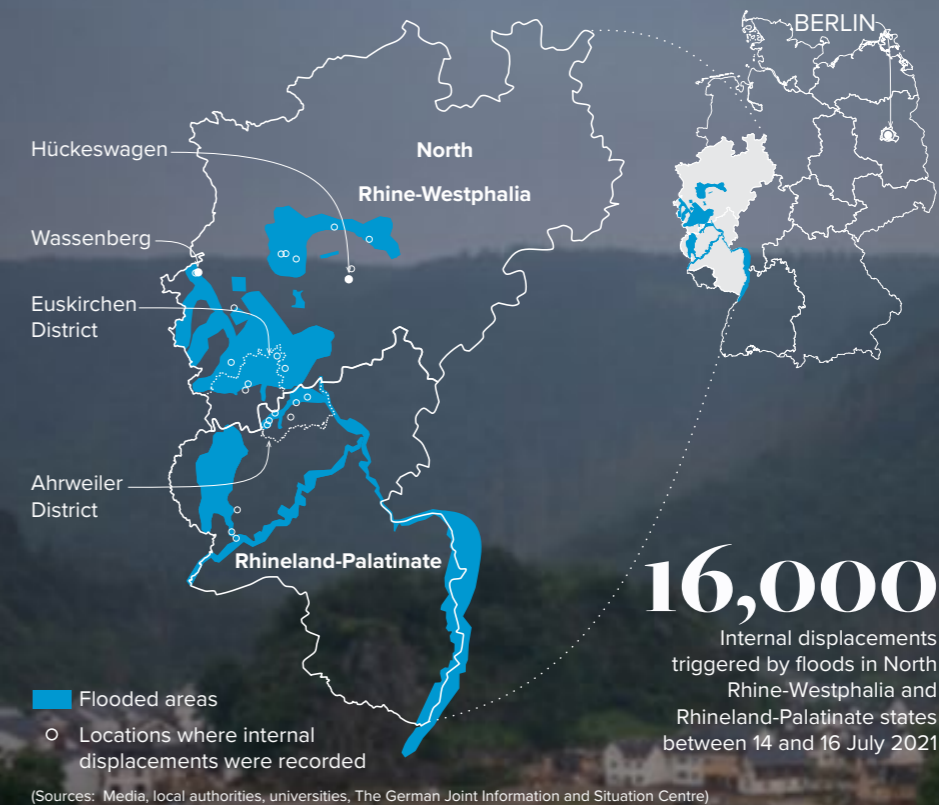 BERLIN
Hückeswagen
North
Rhine-Westphalia
Wassenberg
Euskirchen
District
Ahrweiler
District
Rhineland-Palatinate
16,000
Internal displacements
triggered by floods in North
Rhine-Westphalia and
Rhineland-Palatinate states
between 14 and 16 July 2021
Flooded areas
Locations where internal
displacements were recorded
(Sources: Media, local authorities, universities, The German Joint Information and Situation Centre)